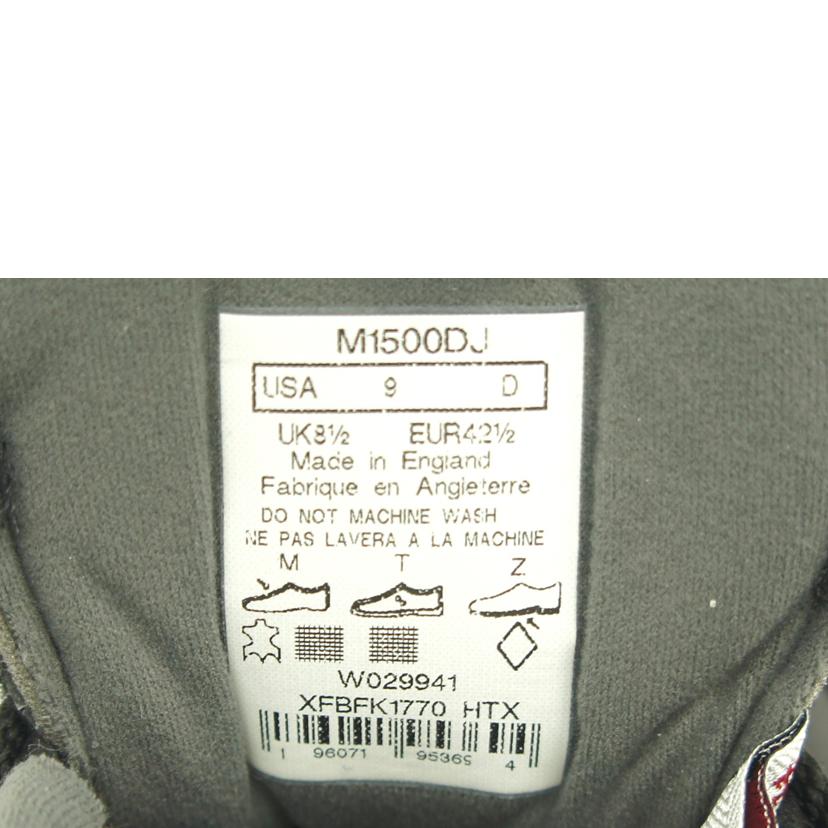 M1500DJ
USA 9 D
UK8½ EUR42½
Made in England
Fabrique en Angleterre
DO NOT MACHINE WASH
NE PAS LAVERA A LA MACHINE
M T Z
W029941
XFBFK1770 HTX
1 96071 95369 4